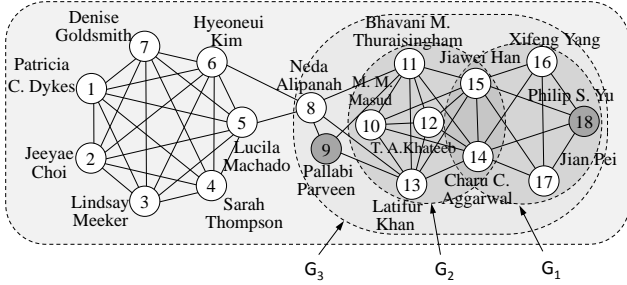 Denise
Goldsmith
7
Hyeoneui
Kim
6
Patricia
C. Dykes
1
5
Lucila
Machado
Jeeyae
Choi
2
Lindsay
Meeker
3
4
Sarah
Thompson
Neda
Alipanah
8
9
Pallabi
Parveen
Bhavani M.
Thuraisingham
11
M. M.
Masud
10
12
T. A.Khateeb
13
Latifur
Khan
Jiawei Han
15
14
Charu C.
Aggarwal
Xifeng Yang
16
Philip S. Yu
18
Jian Pei
17
G3
G2
G1